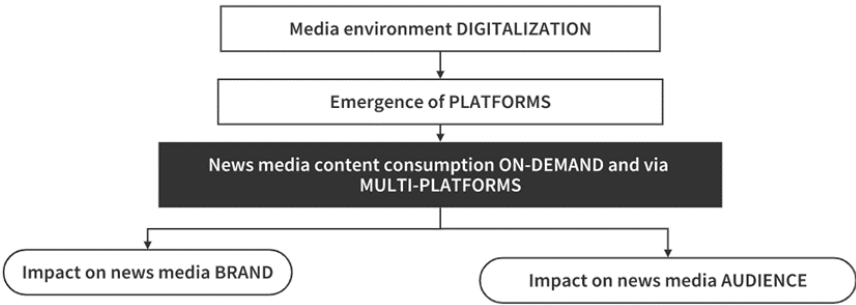 Media environment DIGITALIZATION
Emergence of PLATFORMS
News media content consumption ON-DEMAND and via
MULTI-PLATFORMS
Impact on news media BRAND
Impact on news media AUDIENCE